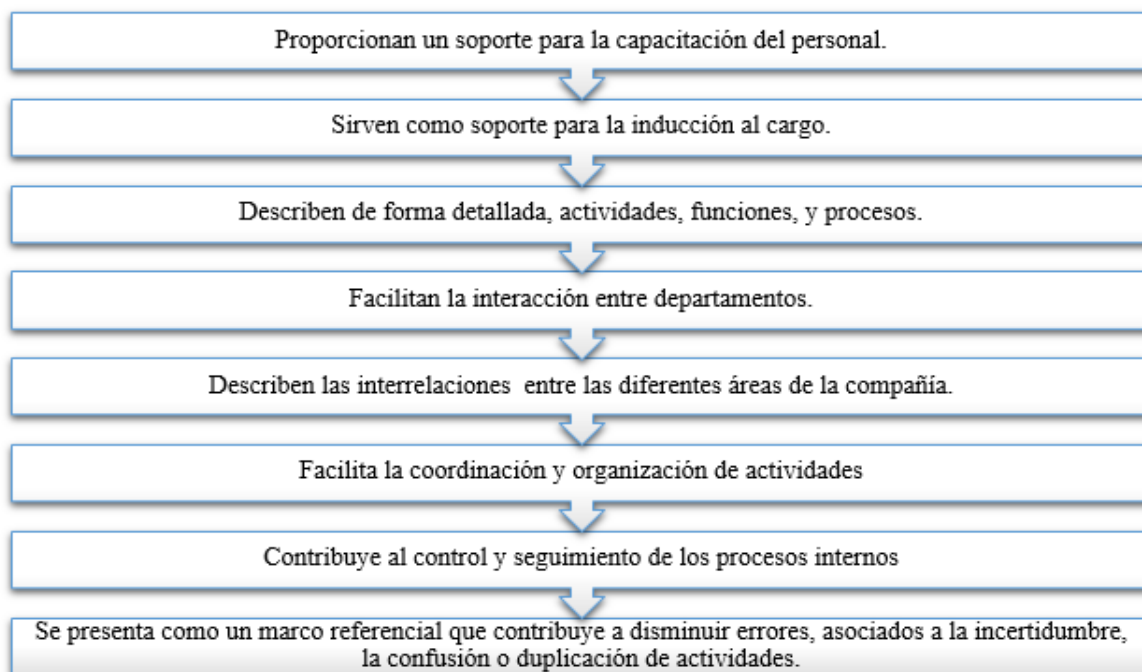 Proporcionan un soporte para la capacitación del personal.
Sirven como soporte para la inducción al cargo.
Describen de forma detallada, actividades, funciones, y procesos.
Facilitan la interacción entre departamentos.
Describen las interrelaciones  entre las diferentes áreas de la compañía.
Facilita la coordinación y organización de actividades
Contribuye al control y seguimiento de los procesos internos
Se presenta como un marco referencial que contribuye a disminuir errores, asociados a la incertidumbre,
la confusión o duplicación de actividades.